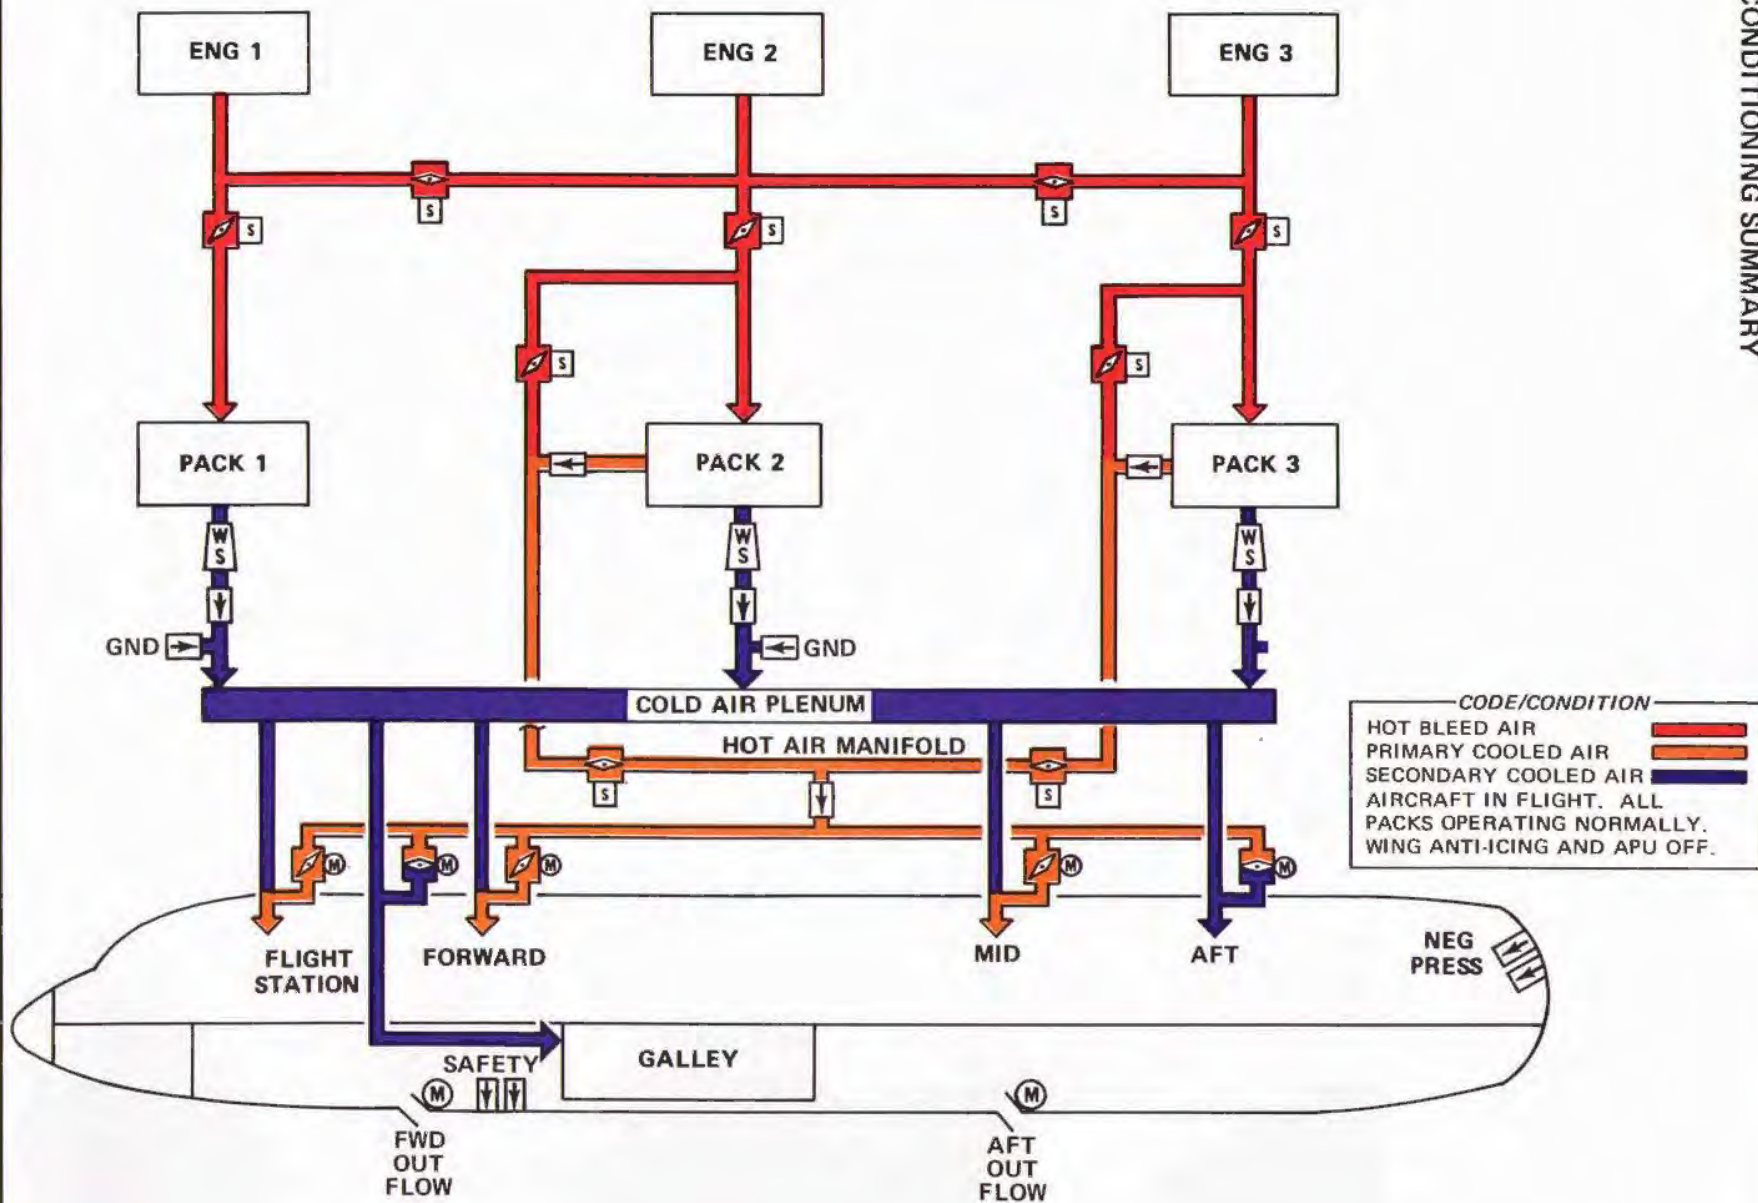 CONDITIONING SUMMARY
ENG 1
ENG 2
ENG 3
S
S
S
S
S
S
S
PACK 1
PACK 2
PACK 3
W
S
W
S
W
S
GND
GND
COLD AIR PLENUM
HOT AIR MANIFOLD
S
S
CODE/CONDITION
HOT BLEED AIR
PRIMARY COOLED AIR
SECONDARY COOLED AIR
AIRCRAFT IN FLIGHT. ALL
PACKS OPERATING NORMALLY.
WING ANTI-ICING AND APU OFF.
M
M
M
M
M
FLIGHT
STATION
FORWARD
MID
AFT
NEG
PRESS
SAFETY
GALLEY
M
M
FWD
OUT
FLOW
AFT
OUT
FLOW